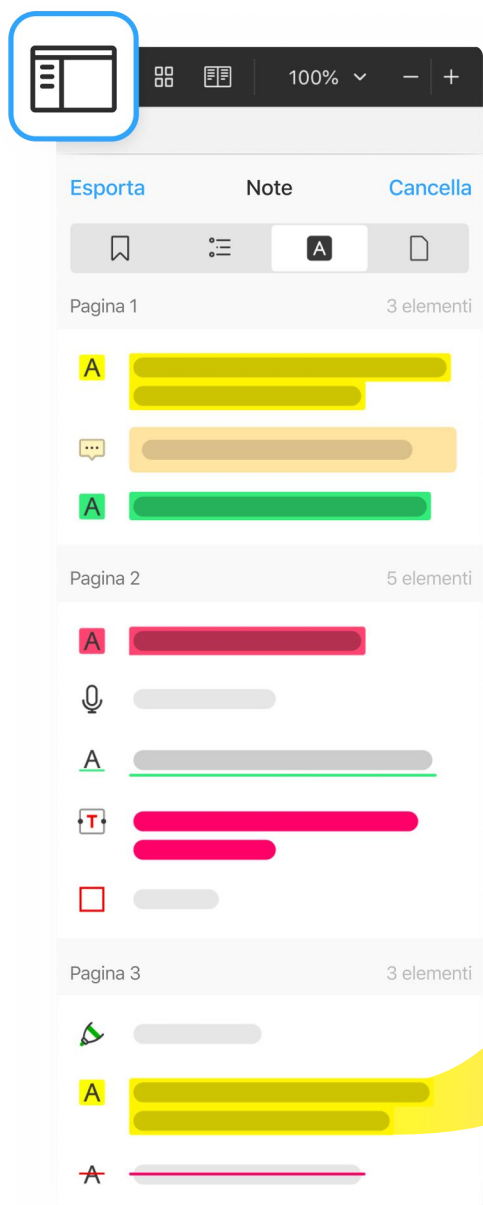 100%
Esporta Note Cancella
A
Pagina 1 3 elementi
A
A
Pagina 2 5 elementi
A
A
T
Pagina 3 3 elementi
A
A